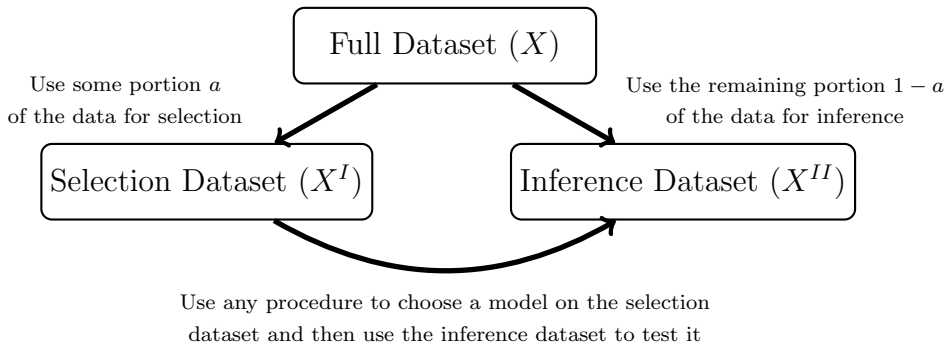 Full Dataset (X)
Use some portion a
of the data for selection
Use the remaining portion 1 − a
of the data for inference
Selection Dataset (X^I)
Inference Dataset (X^{II})
Use any procedure to choose a model on the selection
dataset and then use the inference dataset to test it